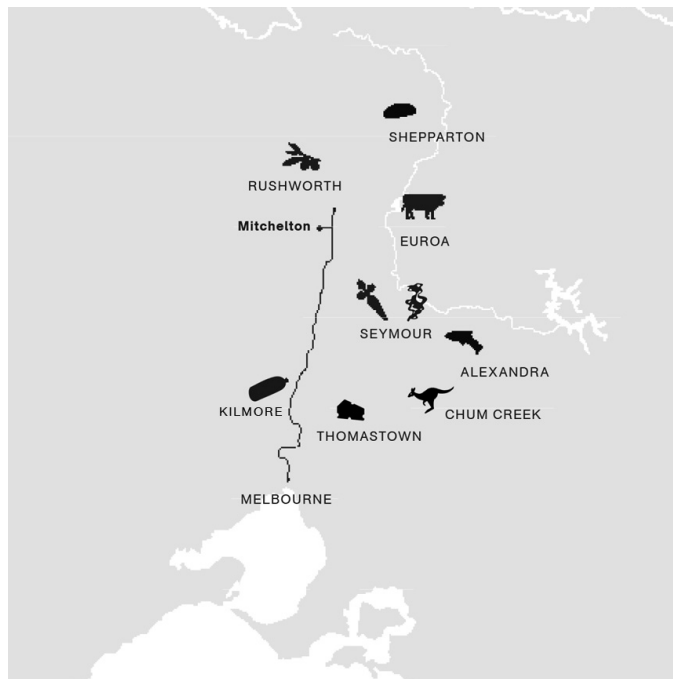 SHEPPARTON
RUSHWORTH
Mitchelton
EUROA
SEYMOUR
ALEXANDRA
KILMORE
CHUM CREEK
THOMASTOWN
MELBOURNE